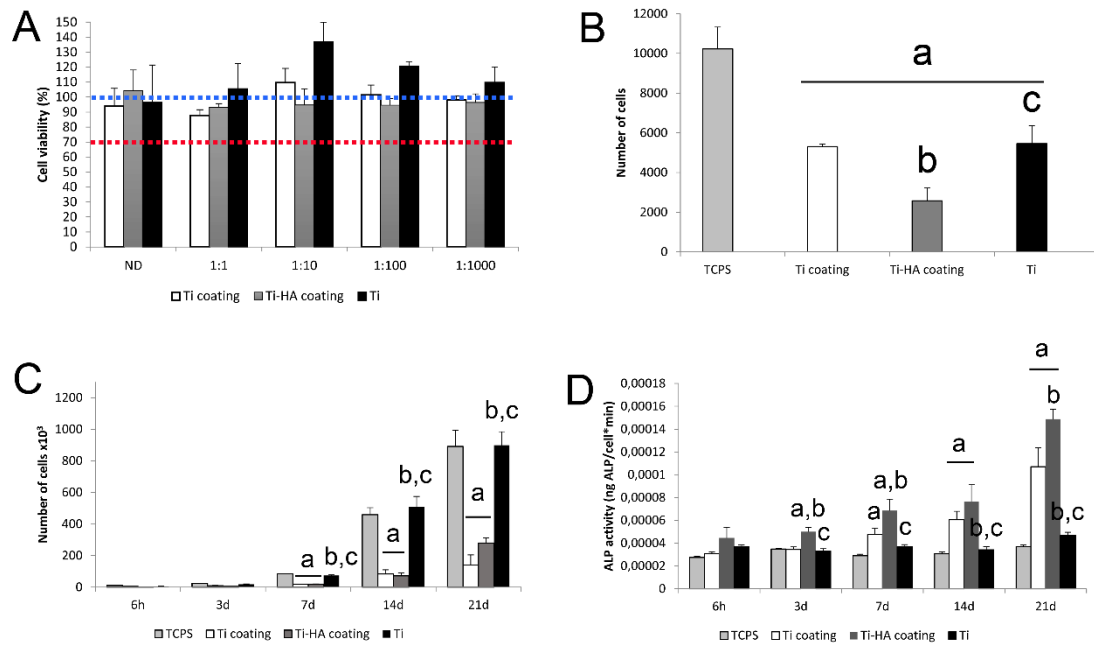 A
Cell viability (%)
150
140
130
120
110
100
90
80
70
60
50
40
30
20
10
0
ND 1:1 1:10 1:100 1:1000
Ti coating Ti-HA coating Ti
B
Number of cells
12000
10000
8000
6000
4000
2000
0
a
b
c
TCPS Ti coating Ti-HA coating Ti
C
Number of cells x10³
1200
1000
800
600
400
200
0
a b,c
a b,c
a b,c
6h 3d 7d 14d 21d
TCPS Ti coating Ti-HA coating Ti
D
ALP activity (ng ALP/cell*min)
0,00018
0,00016
0,00014
0,00012
0,0001
0,00008
0,00006
0,00004
0,00002
0
a,b c
a a,b c
a b,c
a b b,c
6h 3d 7d 14d 21d
TCPS Ti coating Ti-HA coating Ti